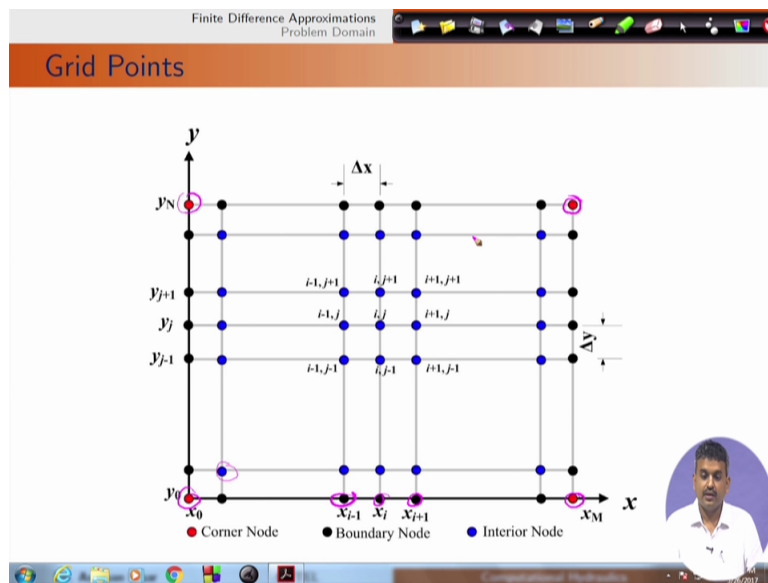 Finite Difference Approximations
Problem Domain
Grid Points
y
Δx
yN
i-1, j+1 i, j+1 i+1, j+1
yj+1
i-1, j i, j i+1, j
yj
Δy
yj-1
i-1, j-1 i, j-1 i+1, j-1
y0
x0 xi-1 xi xi+1 xM x
Corner Node Boundary Node Interior Node
Computational Hydraulics